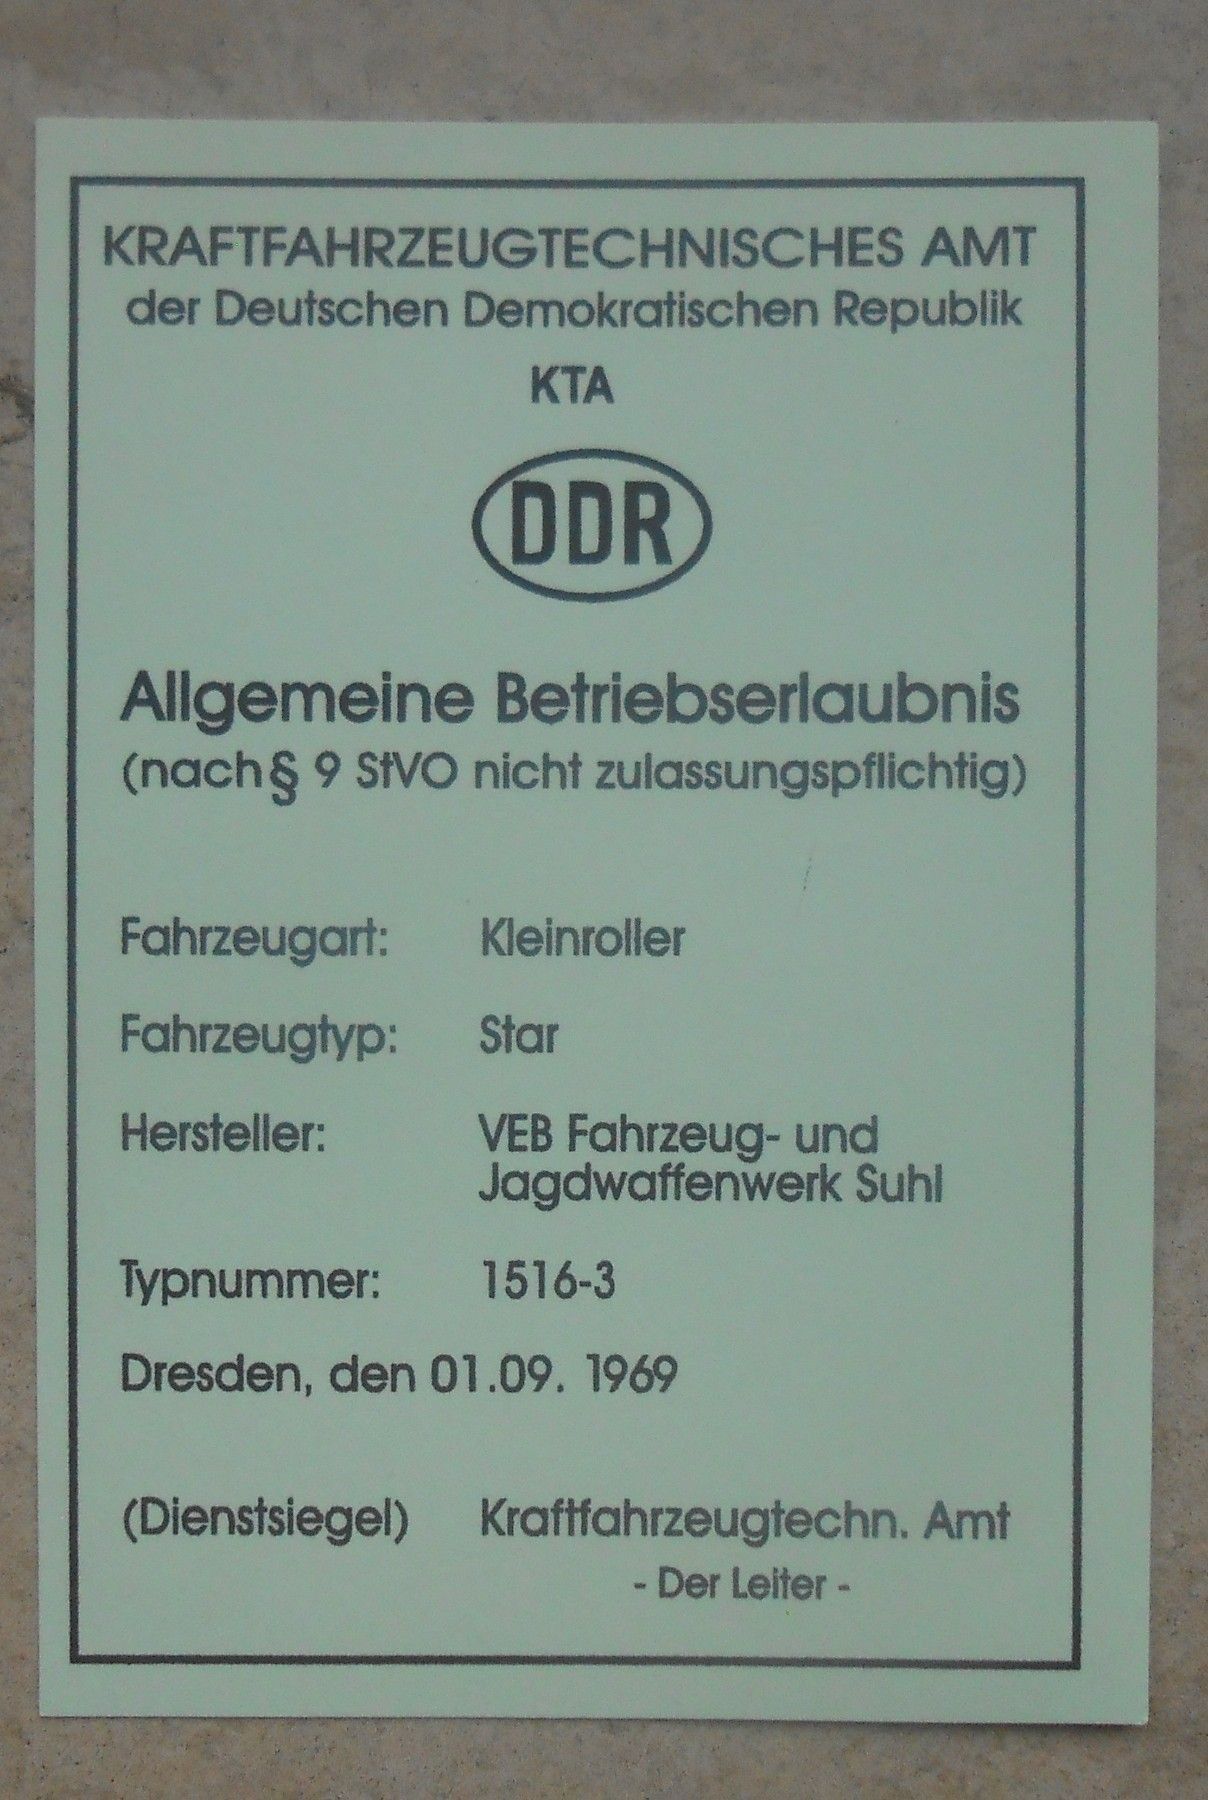 KRAFTFAHRZEUGTECHNISCHES AMT
der Deutschen Demokratischen Republik
KTA
DDR
Allgemeine Betriebserlaubnis
(nach § 9 StVO nicht zulassungspflichtig)
Fahrzeugart: Kleinroller
Fahrzeugtyp: Star
Hersteller: VEB Fahrzeug- und
Jagdwaffenwerk Suhl
Typnummer: 1516-3
Dresden, den 01.09. 1969
(Dienstsiegel) Kraftfahrzeugtechn. Amt
- Der Leiter -